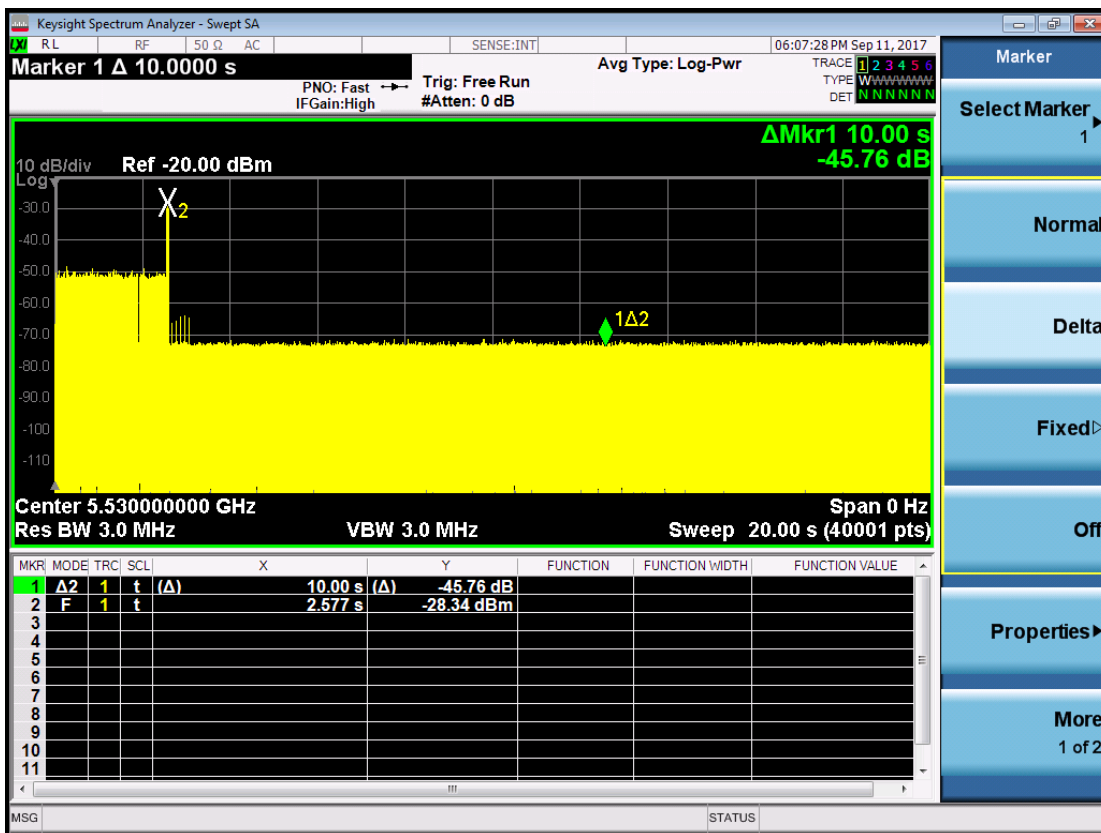 Keysight Spectrum Analyzer - Swept SA
LXI RL RF 50 Ω AC SENSE:INT 06:07:28 PM Sep 11, 2017
Marker 1 Δ 10.0000 s
PNO: Fast
IFGain:High
Trig: Free Run
#Atten: 0 dB
Avg Type: Log-Pwr
TRACE 1 2 3 4 5 6
TYPE WWWWWW
DET N N N N N N
ΔMkr1 10.00 s
-45.76 dB
10 dB/div Ref -20.00 dBm
Log
-30.0
-40.0
-50.0
-60.0
-70.0
-80.0
-90.0
-100
-110
X2
1Δ2
Center 5.530000000 GHz Span 0 Hz
Res BW 3.0 MHz VBW 3.0 MHz Sweep 20.00 s (40001 pts)
MKR MODE TRC SCL X Y FUNCTION FUNCTION WIDTH FUNCTION VALUE
1 Δ2 1 t (Δ) 10.00 s (Δ) -45.76 dB
2 F 1 t 2.577 s -28.34 dBm
3
4
5
6
7
8
9
10
11
MSG STATUS
Marker
Select Marker
1
Normal
Delta
Fixed
Off
Properties
More
1 of 2